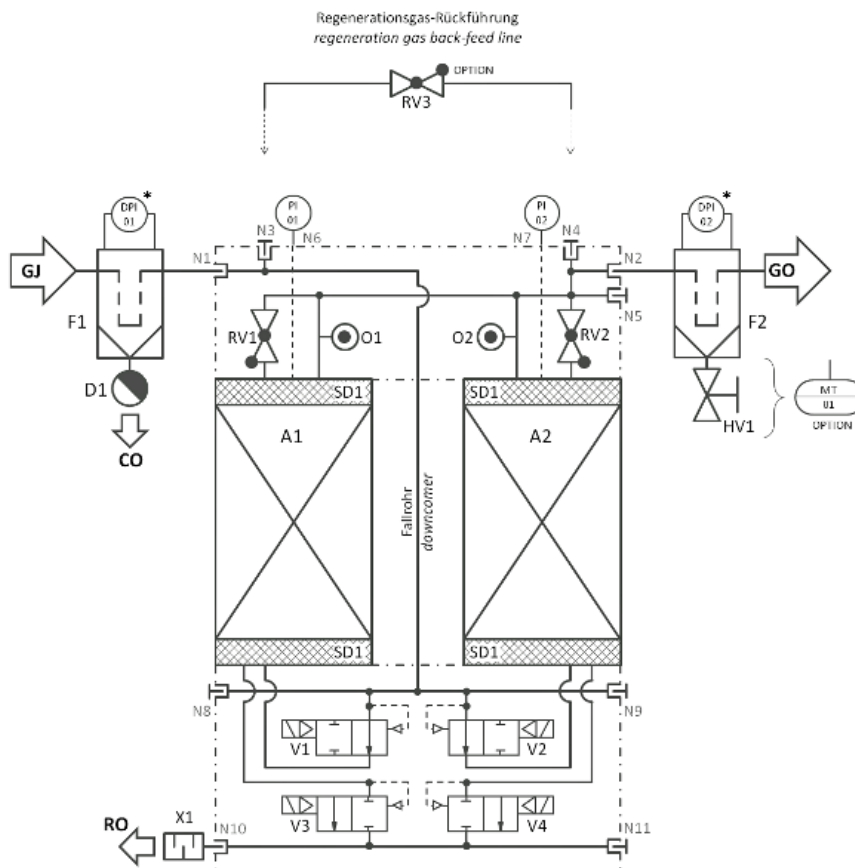 Regenerationsgas-Rückführung
regeneration gas back-feed line
OPTION
RV3
DPI
01
*
PI
01
PI
02
DPI
02
*
N3
N6
N7
N4
N1
N2
GJ
GO
N5
F1
RV1
O1
O2
RV2
F2
D1
SD1
SD1
MT
01
HV1
OPTION
CO
A1
A2
Fallrohr
downcomer
SD1
SD1
N8
N9
V1
V2
X1
RO
N10
V3
V4
N11